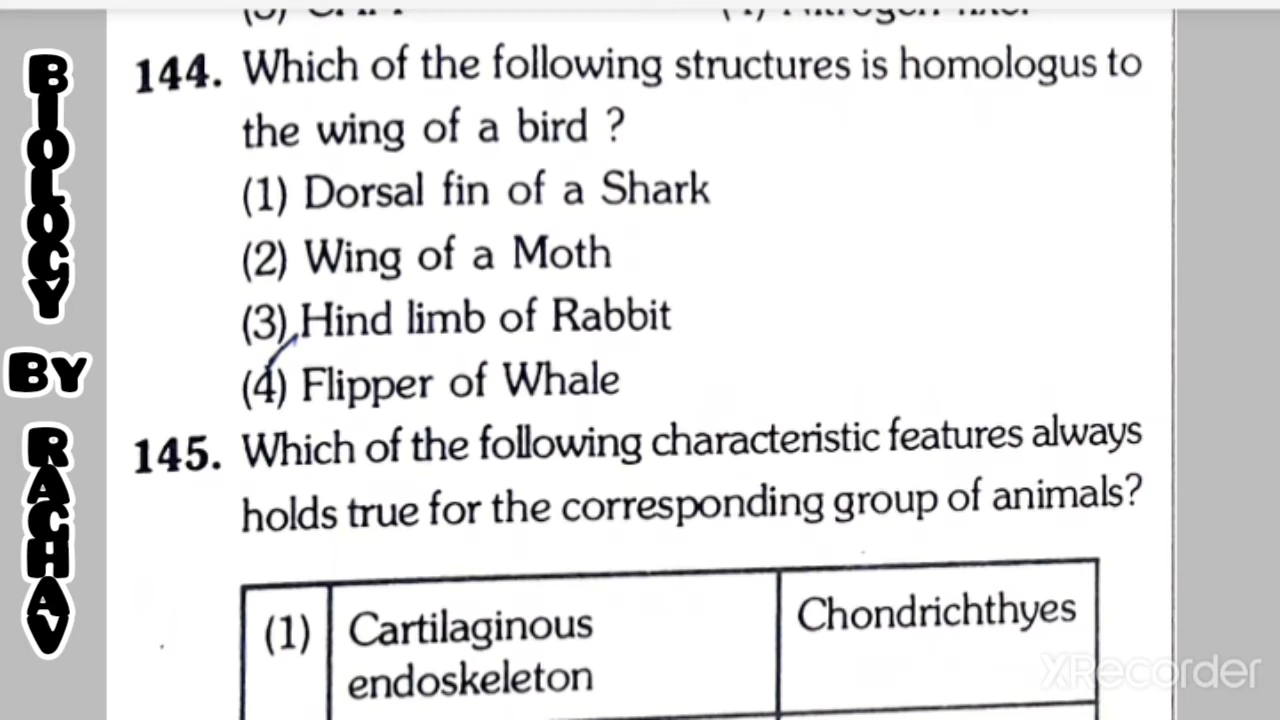 144. Which of the following structures is homologus to
the wing of a bird ?
(1) Dorsal fin of a Shark
(2) Wing of a Moth
(3) Hind limb of Rabbit
(4) Flipper of Whale
145. Which of the following characteristic features always
holds true for the corresponding group of animals?
(1) Cartilaginous endoskeleton Chondrichthyes
BIOLOGY BY RAGHAV
XRecorder